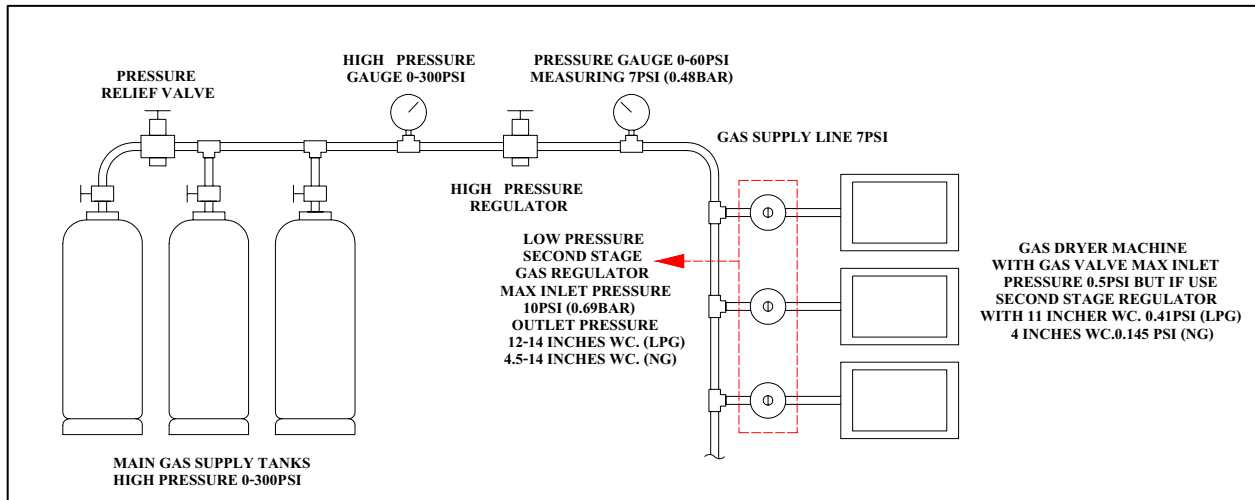 PRESSURE
RELIEF VALVE
HIGH PRESSURE
GAUGE 0-300PSI
PRESSURE GAUGE 0-60PSI
MEASURING 7PSI (0.48BAR)
GAS SUPPLY LINE 7PSI
HIGH PRESSURE
REGULATOR
LOW PRESSURE
SECOND STAGE
GAS REGULATOR
MAX INLET PRESSURE
10PSI (0.69BAR)
OUTLET PRESSURE
12-14 INCHES WC. (LPG)
4.5-14 INCHES WC. (NG)
GAS DRYER MACHINE
WITH GAS VALVE MAX INLET
PRESSURE 0.5PSI BUT IF USE
SECOND STAGE REGULATOR
WITH 11 INCHER WC. 0.41PSI (LPG)
4 INCHES WC.0.145 PSI (NG)
MAIN GAS SUPPLY TANKS
HIGH PRESSURE 0-300PSI